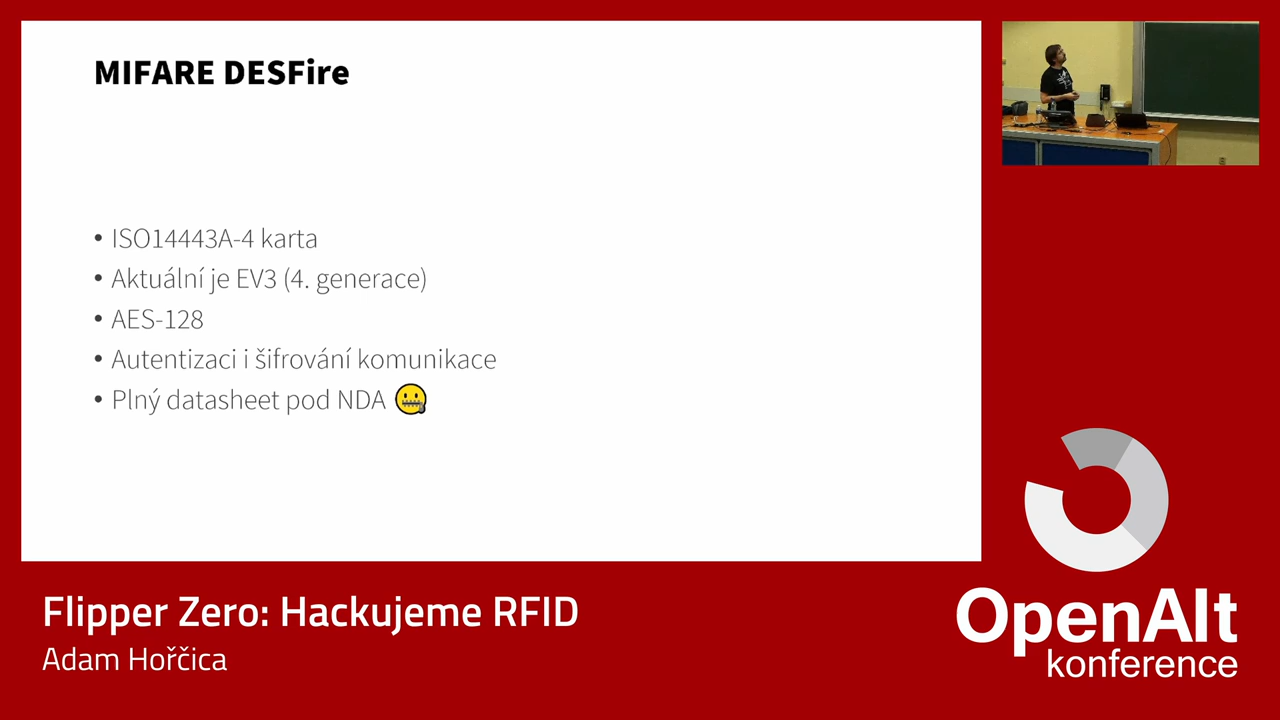 MIFARE DESFire
• ISO14443A-4 karta
• Aktuální je EV3 (4. generace)
• AES-128
• Autentizaci i šifrování komunikace
• Plný datasheet pod NDA 🤐
Flipper Zero: Hackujeme RFID
Adam Hořčica
OpenAlt
konference